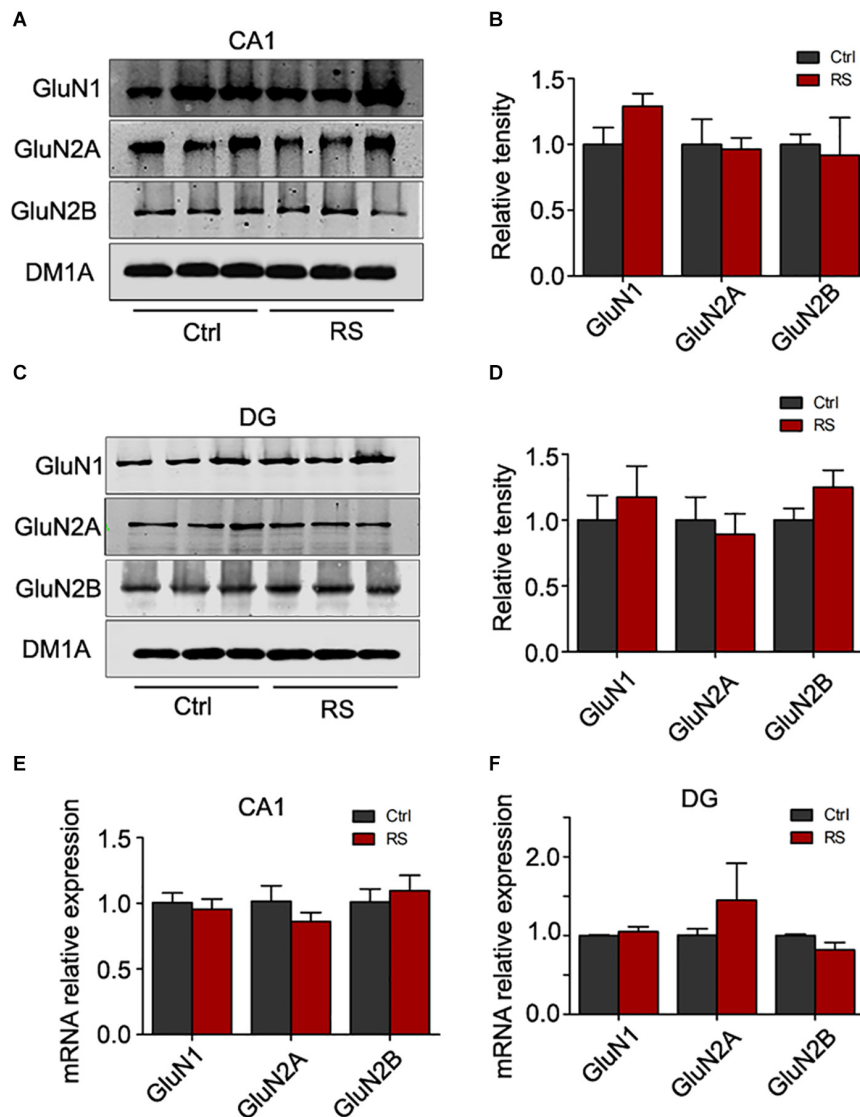 A
CA1
GluN1
GluN2A
GluN2B
DM1A
Ctrl RS
B
Ctrl
RS
Relative tensity
1.5
1.0
0.5
0.0
GluN1
GluN2A
GluN2B
C
DG
GluN1
GluN2A
GluN2B
DM1A
Ctrl RS
D
Ctrl
RS
Relative tensity
1.5
1.0
0.5
0.0
GluN1
GluN2A
GluN2B
E
CA1
Ctrl
RS
mRNA relative expression
1.5
1.0
0.5
0.0
GluN1
GluN2A
GluN2B
F
DG
Ctrl
RS
mRNA relative expression
2.0
1.0
0.0
GluN1
GluN2A
GluN2B